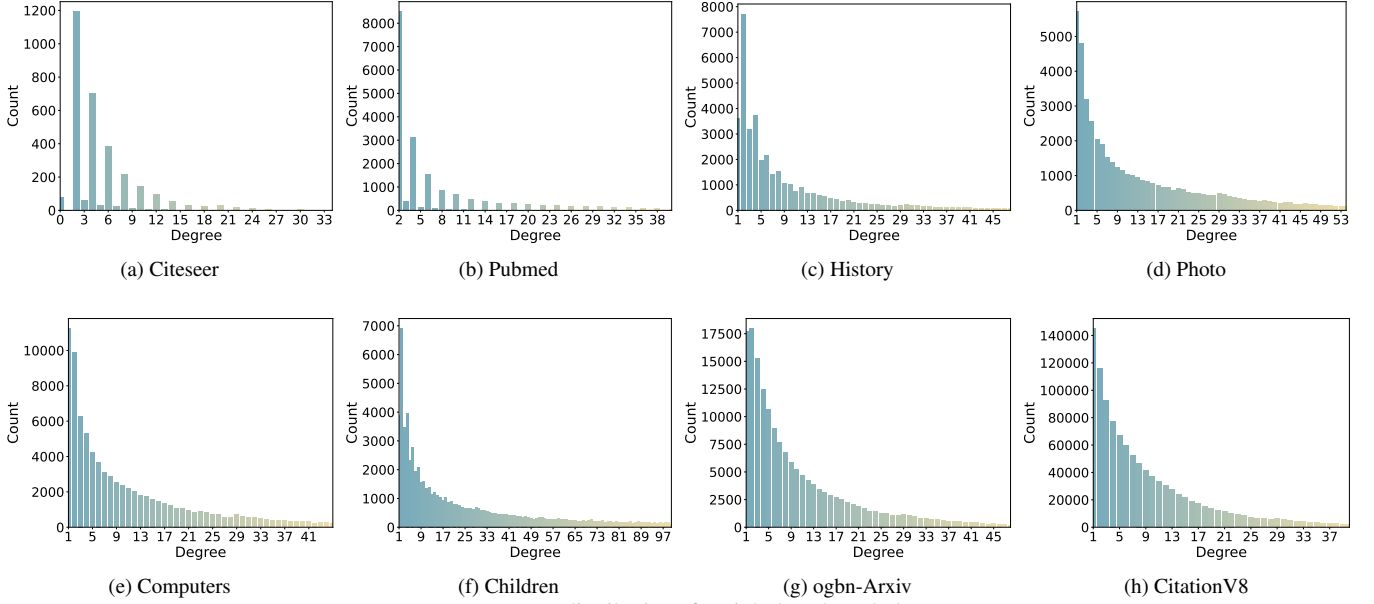 1200
1000
800
600
400
200
0
Count
0 3 6 9 12 15 18 21 24 27 30 33
Degree
(a) Citeseer
8000
7000
6000
5000
4000
3000
2000
1000
0
Count
2 5 8 11 14 17 20 23 26 29 32 35 38
Degree
(b) Pubmed
8000
7000
6000
5000
4000
3000
2000
1000
0
Count
1 5 9 13 17 21 25 29 33 37 41 45
Degree
(c) History
5000
4000
3000
2000
1000
0
Count
1 5 9 13 17 21 25 29 33 37 41 45 49 53
Degree
(d) Photo
10000
8000
6000
4000
2000
0
Count
1 5 9 13 17 21 25 29 33 37 41
Degree
(e) Computers
7000
6000
5000
4000
3000
2000
1000
0
Count
1 9 17 25 33 41 49 57 65 73 81 89 97
Degree
(f) Children
17500
15000
12500
10000
7500
5000
2500
0
Count
1 5 9 13 17 21 25 29 33 37 41 45
Degree
(g) ogbn-Arxiv
140000
120000
100000
80000
60000
40000
20000
0
Count
1 5 9 13 17 21 25 29 33 37
Degree
(h) CitationV8